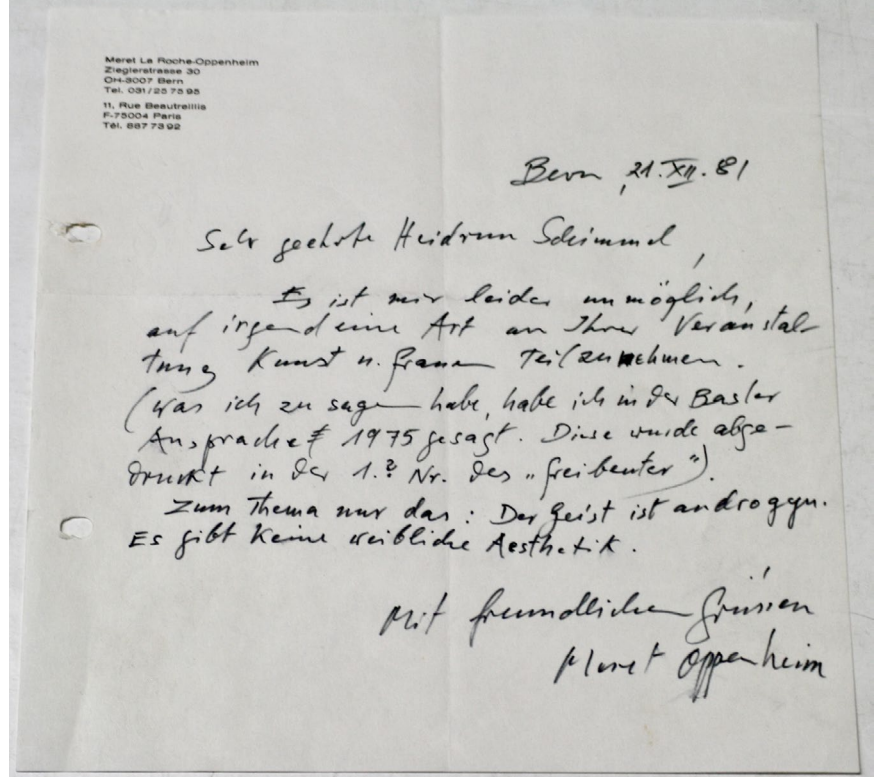 Meret La Roche-Oppenheim
Zieglerstrasse 30
CH-3007 Bern
Tel. 031/25 75 95
11, Rue Beautreillis
F-75004 Paris
Tél. 887 73 92
Bern, 21. XII. 81
Sehr geehrte Heidrun Schimmel,
Es ist mir leider unmöglich,
auf irgendeine Art an Ihrer Veranstal-
tung Kunst u. Frauen teilzunehmen.
(was ich zu sagen habe, habe ich in der Basler
Ansprache 1975 gesagt. Diese wurde abge-
druckt in der 1.? Nr. des „Freibeuter").
Zum Thema nur das: Der Geist ist androgyn.
Es gibt keine weibliche Aesthetik.
Mit freundlichen Grüssen
Meret Oppenheim